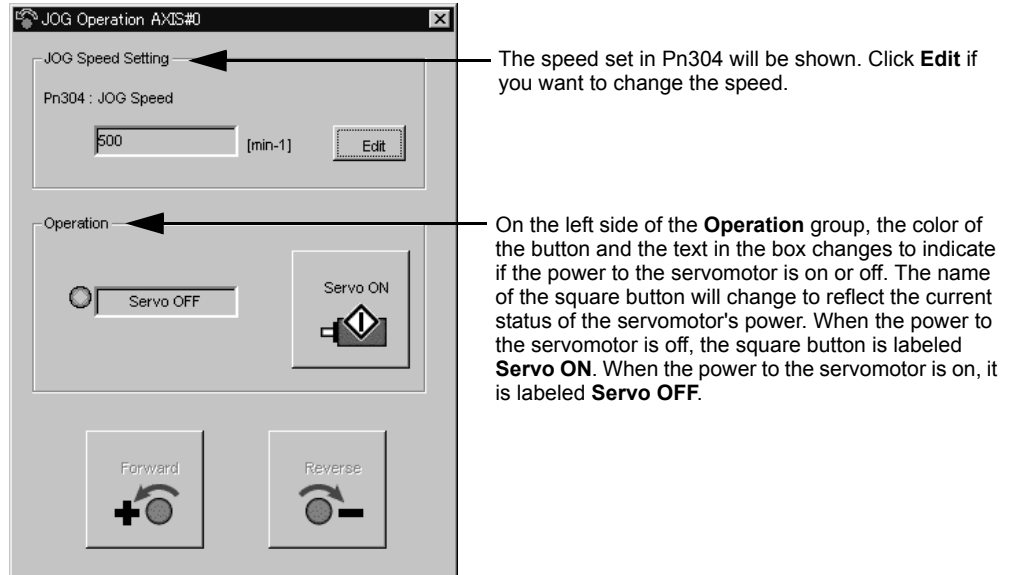 JOG Operation AXIS#0
JOG Speed Setting
The speed set in Pn304 will be shown. Click Edit if
you want to change the speed.
Pn304 : JOG Speed
500
[min-1]
Edit
Operation
On the left side of the Operation group, the color of
the button and the text in the box changes to indicate
if the power to the servomotor is on or off. The name
of the square button will change to reflect the current
status of the servomotor's power. When the power to
the servomotor is off, the square button is labeled
Servo ON. When the power to the servomotor is on, it
is labeled Servo OFF.
Servo OFF
Servo ON
Forward
Reverse